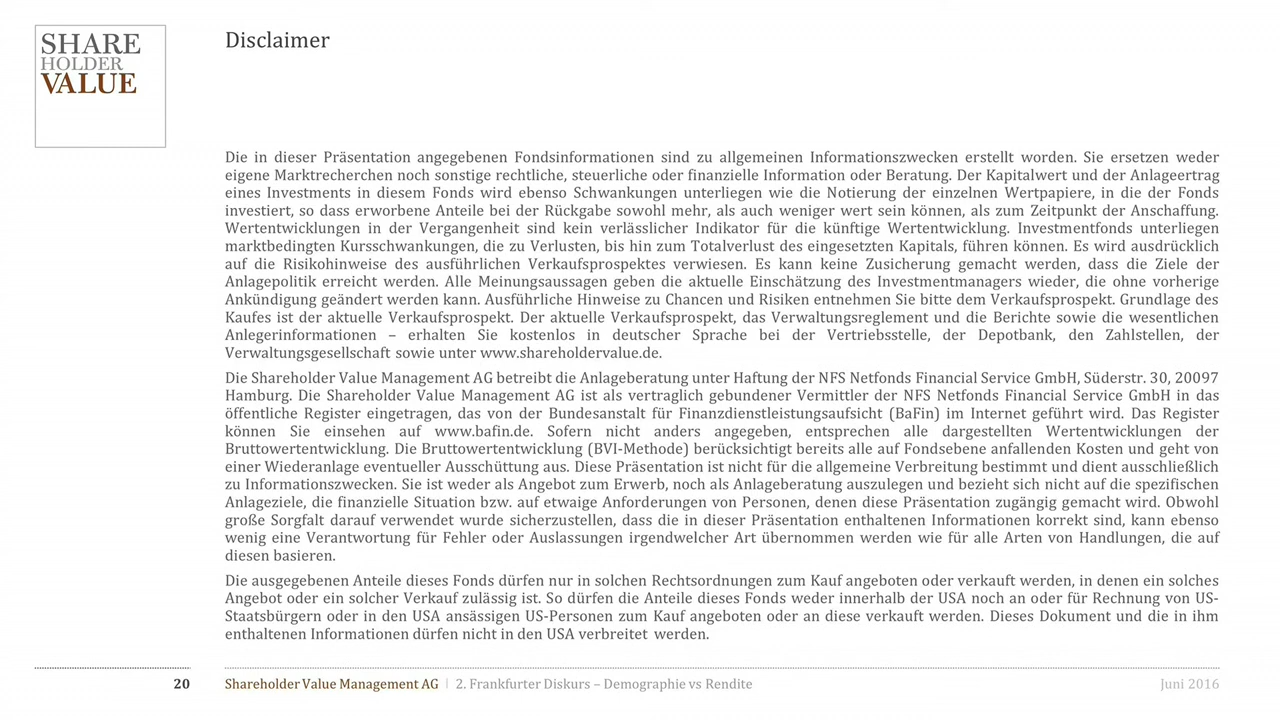 SHARE
HOLDER
VALUE
Disclaimer
Die in dieser Präsentation angegebenen Fondsinformationen sind zu allgemeinen Informationszwecken erstellt worden. Sie ersetzen weder
eigene Marktrecherchen noch sonstige rechtliche, steuerliche oder finanzielle Information oder Beratung. Der Kapitalwert und der Anlageertrag
eines Investments in diesem Fonds wird ebenso Schwankungen unterliegen wie die Notierung der einzelnen Wertpapiere, in die der Fonds
investiert, so dass erworbene Anteile bei der Rückgabe sowohl mehr, als auch weniger wert sein können, als zum Zeitpunkt der Anschaffung.
Wertentwicklungen in der Vergangenheit sind kein verlässlicher Indikator für die künftige Wertentwicklung. Investmentfonds unterliegen
marktbedingten Kursschwankungen, die zu Verlusten, bis hin zum Totalverlust des eingesetzten Kapitals, führen können. Es wird ausdrücklich
auf die Risikohinweise des ausführlichen Verkaufsprospektes verwiesen. Es kann keine Zusicherung gemacht werden, dass die Ziele der
Anlagepolitik erreicht werden. Alle Meinungsaussagen geben die aktuelle Einschätzung des Investmentmanagers wieder, die ohne vorherige
Ankündigung geändert werden kann. Ausführliche Hinweise zu Chancen und Risiken entnehmen Sie bitte dem Verkaufsprospekt. Grundlage des
Kaufes ist der aktuelle Verkaufsprospekt. Der aktuelle Verkaufsprospekt, das Verwaltungsreglement und die Berichte sowie die wesentlichen
Anlegerinformationen – erhalten Sie kostenlos in deutscher Sprache bei der Vertriebsstelle, der Depotbank, den Zahlstellen, der
Verwaltungsgesellschaft sowie unter www.shareholdervalue.de.
Die Shareholder Value Management AG betreibt die Anlageberatung unter Haftung der NFS Netfonds Financial Service GmbH, Süderstr. 30, 20097
Hamburg. Die Shareholder Value Management AG ist als vertraglich gebundener Vermittler der NFS Netfonds Financial Service GmbH in das
öffentliche Register eingetragen, das von der Bundesanstalt für Finanzdienstleistungsaufsicht (BaFin) im Internet geführt wird. Das Register
können Sie einsehen auf www.bafin.de. Sofern nicht anders angegeben, entsprechen alle dargestellten Wertentwicklungen der
Bruttowertentwicklung. Die Bruttowertentwicklung (BVI-Methode) berücksichtigt bereits alle auf Fondsebene anfallenden Kosten und geht von
einer Wiederanlage eventueller Ausschüttung aus. Diese Präsentation ist nicht für die allgemeine Verbreitung bestimmt und dient ausschließlich
zu Informationszwecken. Sie ist weder als Angebot zum Erwerb, noch als Anlageberatung auszulegen und bezieht sich nicht auf die spezifischen
Anlageziele, die finanzielle Situation bzw. auf etwaige Anforderungen von Personen, denen diese Präsentation zugängig gemacht wird. Obwohl
große Sorgfalt darauf verwendet wurde sicherzustellen, dass die in dieser Präsentation enthaltenen Informationen korrekt sind, kann ebenso
wenig eine Verantwortung für Fehler oder Auslassungen irgendwelcher Art übernommen werden wie für alle Arten von Handlungen, die auf
diesen basieren.
Die ausgegebenen Anteile dieses Fonds dürfen nur in solchen Rechtsordnungen zum Kauf angeboten oder verkauft werden, in denen ein solches
Angebot oder ein solcher Verkauf zulässig ist. So dürfen die Anteile dieses Fonds weder innerhalb der USA noch an oder für Rechnung von US-
Staatsbürgern oder in den USA ansässigen US-Personen zum Kauf angeboten oder an diese verkauft werden. Dieses Dokument und die in ihm
enthaltenen Informationen dürfen nicht in den USA verbreitet werden.
20 Shareholder Value Management AG | 2. Frankfurter Diskurs – Demographie vs Rendite Juni 2016